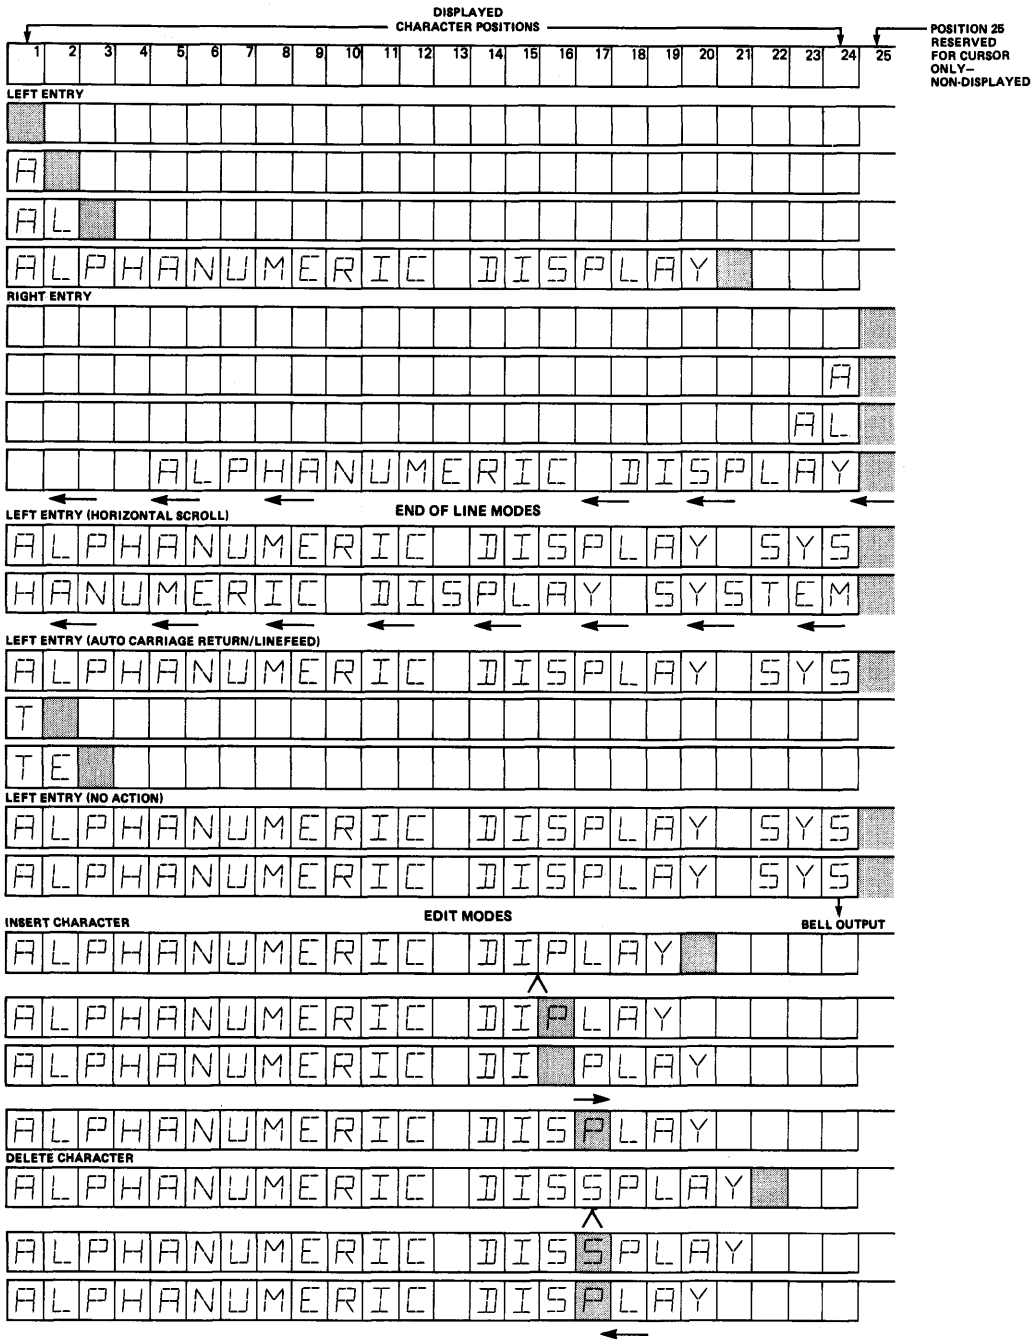 DISPLAYED
CHARACTER POSITIONS
POSITION 25
RESERVED
FOR CURSOR
ONLY–
NON-DISPLAYED
1 2 3 4 5 6 7 8 9 10 11 12 13 14 15 16 17 18 19 20 21 22 23 24 25
LEFT ENTRY
A
AL
ALPHANUMERIC DISPLAY
RIGHT ENTRY
A
AL
ALPHANUMERIC DISPLAY
END OF LINE MODES
LEFT ENTRY (HORIZONTAL SCROLL)
ALPHANUMERIC DISPLAY SYS
HANUMERIC DISPLAY SYSTEM
LEFT ENTRY (AUTO CARRIAGE RETURN/LINEFEED)
ALPHANUMERIC DISPLAY SYS
T
TE
LEFT ENTRY (NO ACTION)
ALPHANUMERIC DISPLAY SYS
ALPHANUMERIC DISPLAY SYS
EDIT MODES
BELL OUTPUT
INSERT CHARACTER
ALPHANUMERIC DIPLAY
ALPHANUMERIC DIPLAY
ALPHANUMERIC DI PLAY
ALPHANUMERIC DISPLAY
DELETE CHARACTER
ALPHANUMERIC DISSPLAY
ALPHANUMERIC DISSPLAY
ALPHANUMERIC DISPLAY